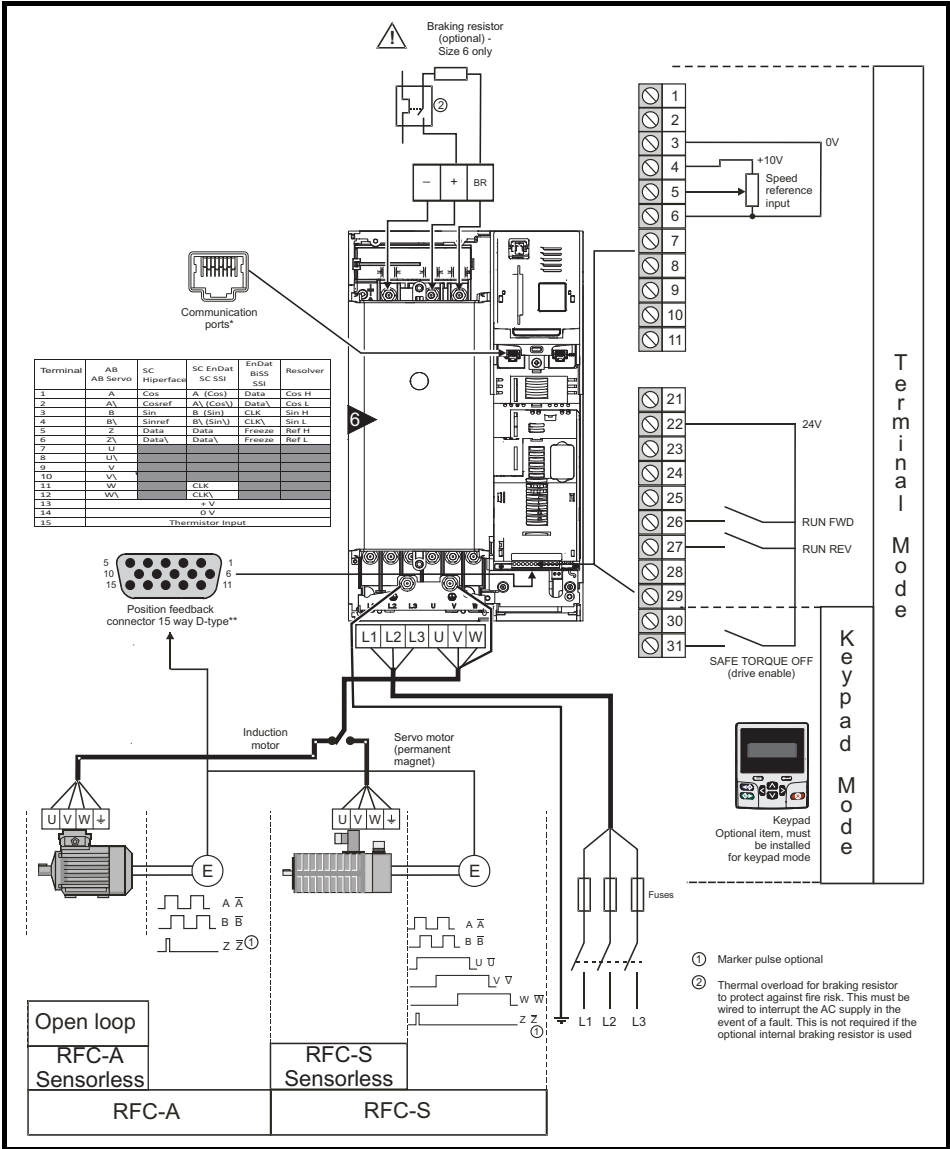 Braking resistor
(optional) -
Size 6 only
2
– + BR
1
2
3
4
5
6
7
8
9
10
11
0V
+10V
Speed
reference
input
Communication
ports*
Terminal AB AB Servo SC Hiperface SC EnDat SC SSI EnDat BiSS SSI Resolver
1 A Cos A (Cos) Data Cos H
2 A\ Cosref A\ (Cos\) Data\ Cos L
3 B Sin B (Sin) CLK Sin H
4 B\ Sinref B\ (Sin\) CLK\ Sin L
5 Z Data Data Freeze Ref H
6 Z\ Data\ Data\ Freeze Ref L
7 U
8 U\
9 V
10 V\
11 W CLK
12 W\ CLK\
13 + V
14 0 V
15 Thermistor Input
6
5 1
10 6
15 11
Position feedback
connector 15 way D-type**
L1 L2 L3 U V W
L1 L2 L3 U V W
21
22
23
24
25
26
27
28
29
30
31
24V
RUN FWD
RUN REV
SAFE TORQUE OFF
(drive enable)
Terminal Mode
Keypad Mode
Keypad
Optional item, must
be installed
for keypad mode
Induction
motor
Servo motor
(permanent
magnet)
U V W
E
A A̅
B B̅
Z Z̅ 1
U V W
E
A A̅
B B̅
U U̅
V V̅
W W̅
Z Z̅
1
Fuses
L1 L2 L3
1 Marker pulse optional
2 Thermal overload for braking resistor
to protect against fire risk. This must be
wired to interrupt the AC supply in the
event of a fault. This is not required if the
optional internal braking resistor is used
Open loop
RFC-A
Sensorless
RFC-A
RFC-S
Sensorless
RFC-S